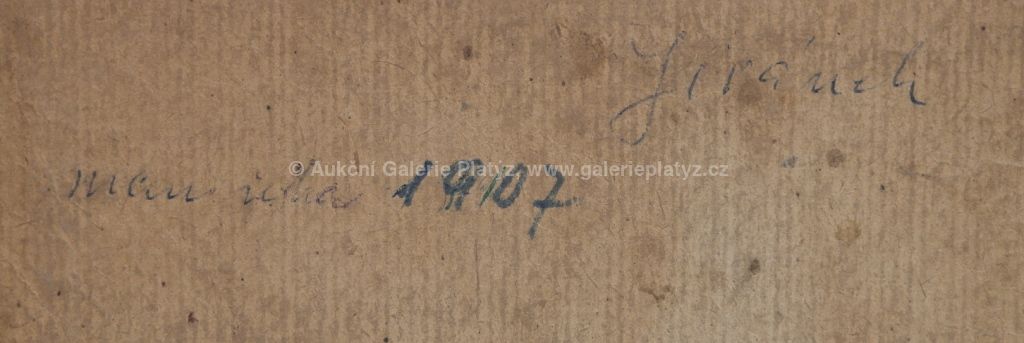 Jiránek
© Aukční Galerie Platýz, www.galerieplatyz.cz
1907